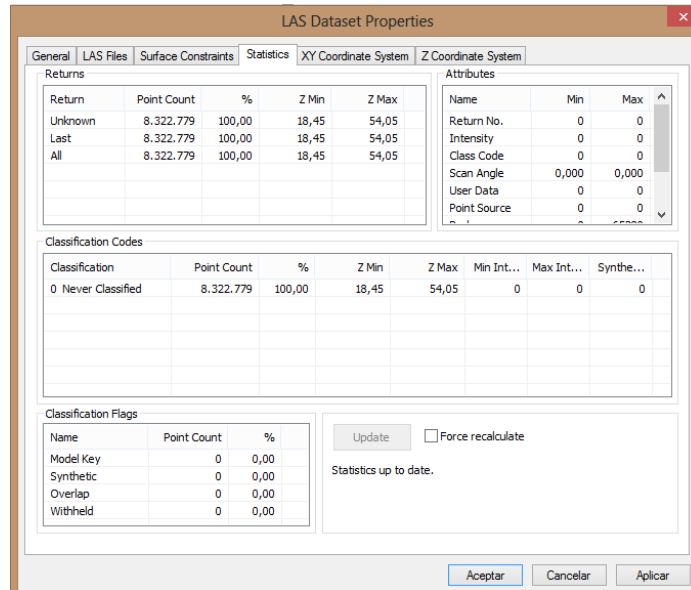 LAS Dataset Properties
General LAS Files Surface Constraints Statistics XY Coordinate System Z Coordinate System
Returns
Return Point Count % Z Min Z Max
Unknown 8.322.779 100,00 18,45 54,05
Last 8.322.779 100,00 18,45 54,05
All 8.322.779 100,00 18,45 54,05
Attributes
Name Min Max
Return No. 0 0
Intensity 0 0
Class Code 0 0
Scan Angle 0,000 0,000
User Data 0 0
Point Source 0 0
Classification Codes
Classification Point Count % Z Min Z Max Min Int... Max Int... Synthe...
0 Never Classified 8.322.779 100,00 18,45 54,05 0 0 0
Classification Flags
Name Point Count %
Model Key 0 0,00
Synthetic 0 0,00
Overlap 0 0,00
Withheld 0 0,00
Update Force recalculate
Statistics up to date.
Aceptar Cancelar Aplicar